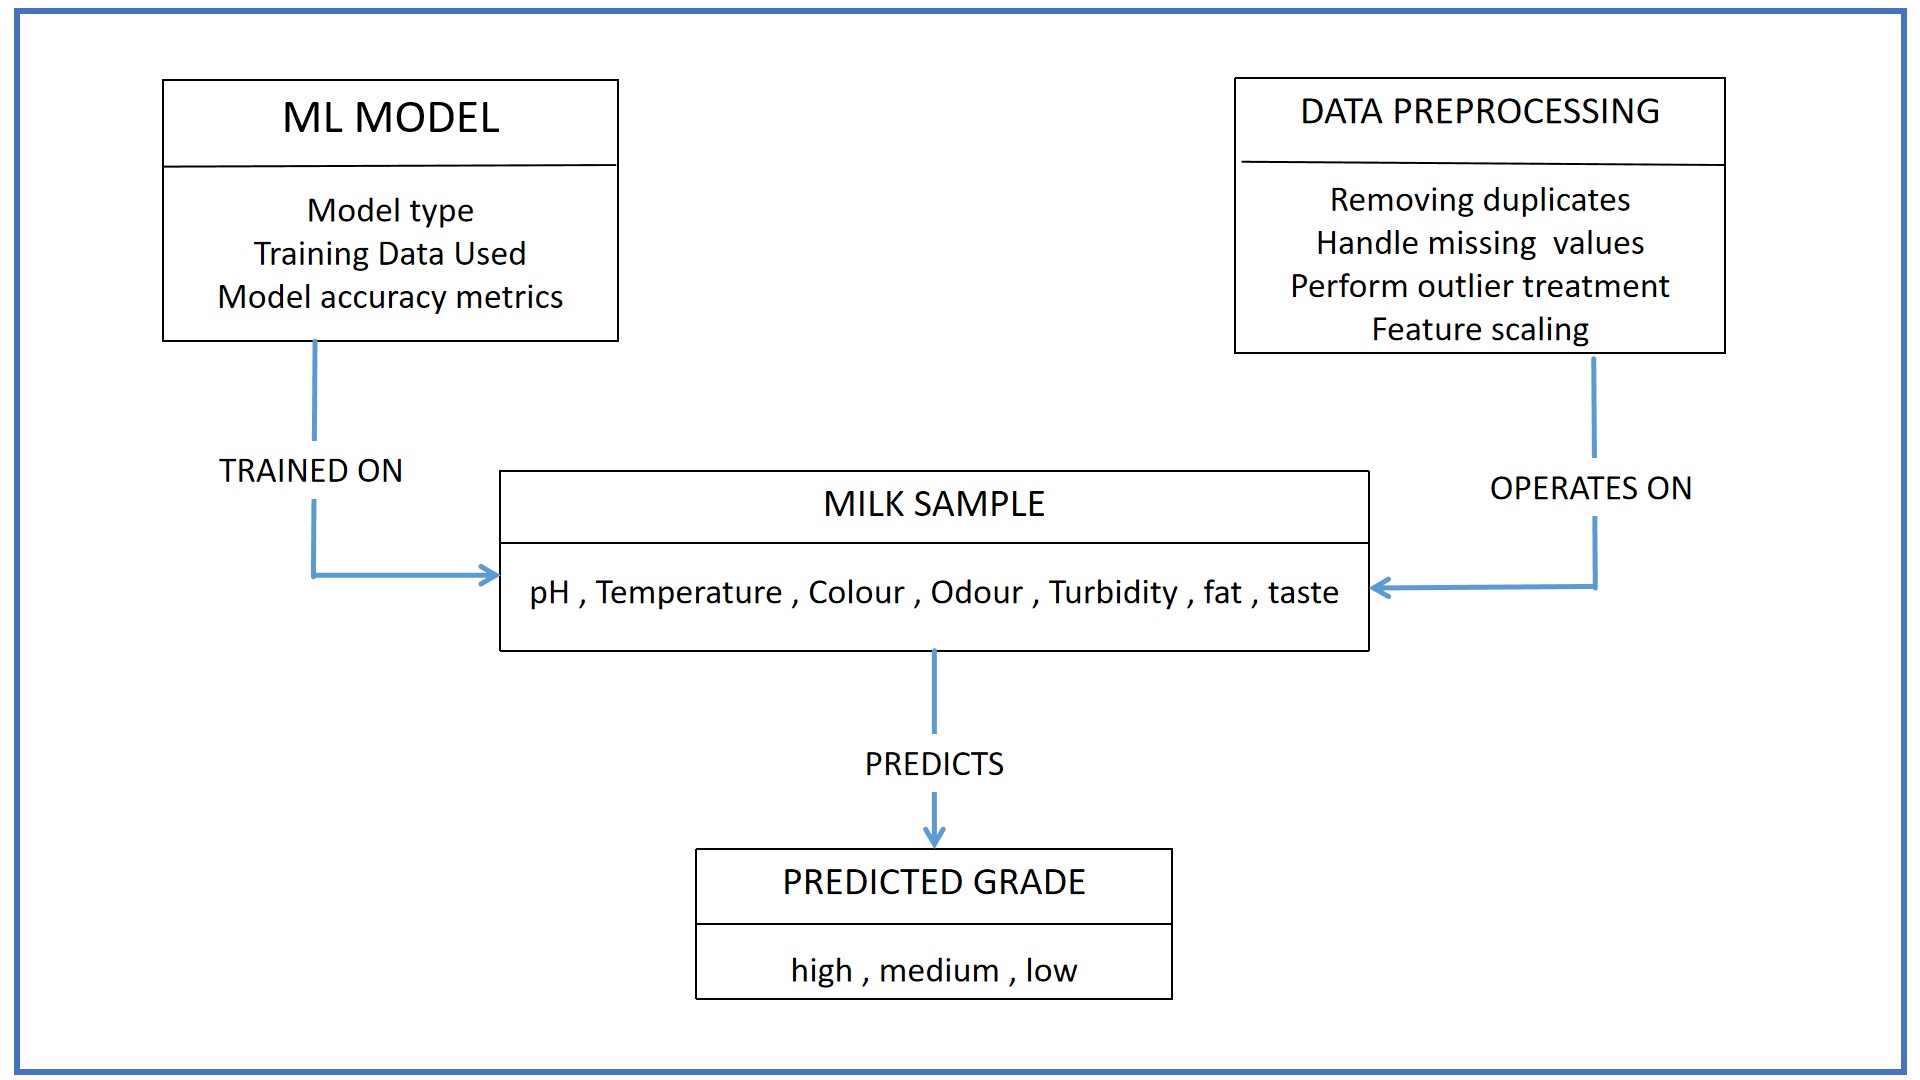 ML MODEL
Model type
Training Data Used
Model accuracy metrics
DATA PREPROCESSING
Removing duplicates
Handle missing  values
Perform outlier treatment
Feature scaling
TRAINED ON
OPERATES ON
MILK SAMPLE
pH , Temperature , Colour , Odour , Turbidity , fat , taste
PREDICTS
PREDICTED GRADE
high , medium , low